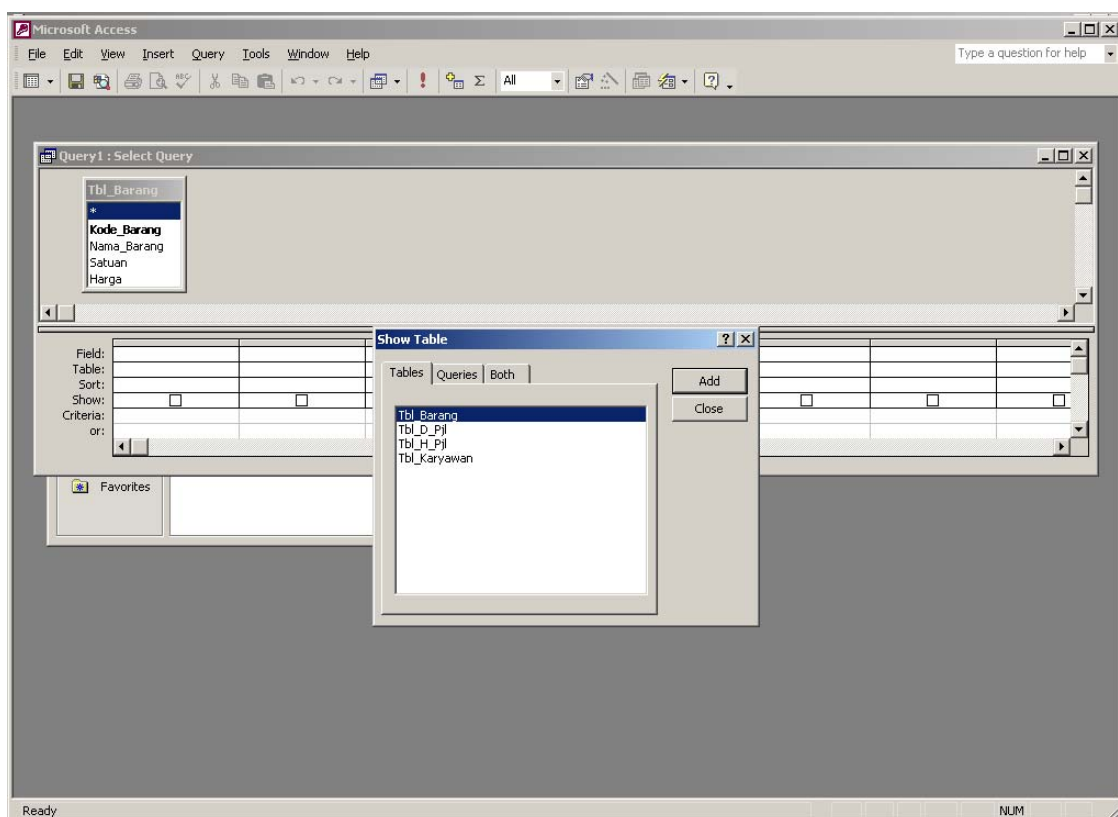 Microsoft Access
File Edit View Insert Query Tools Window Help
Type a question for help
All
Query1 : Select Query
Tbl_Barang
*
Kode_Barang
Nama_Barang
Satuan
Harga
Show Table
Tables Queries Both
Add
Close
Tbl_Barang
Tbl_D_Pjl
Tbl_H_Pjl
Tbl_Karyawan
Field:
Table:
Sort:
Show:
Criteria:
or:
Favorites
Ready
NUM